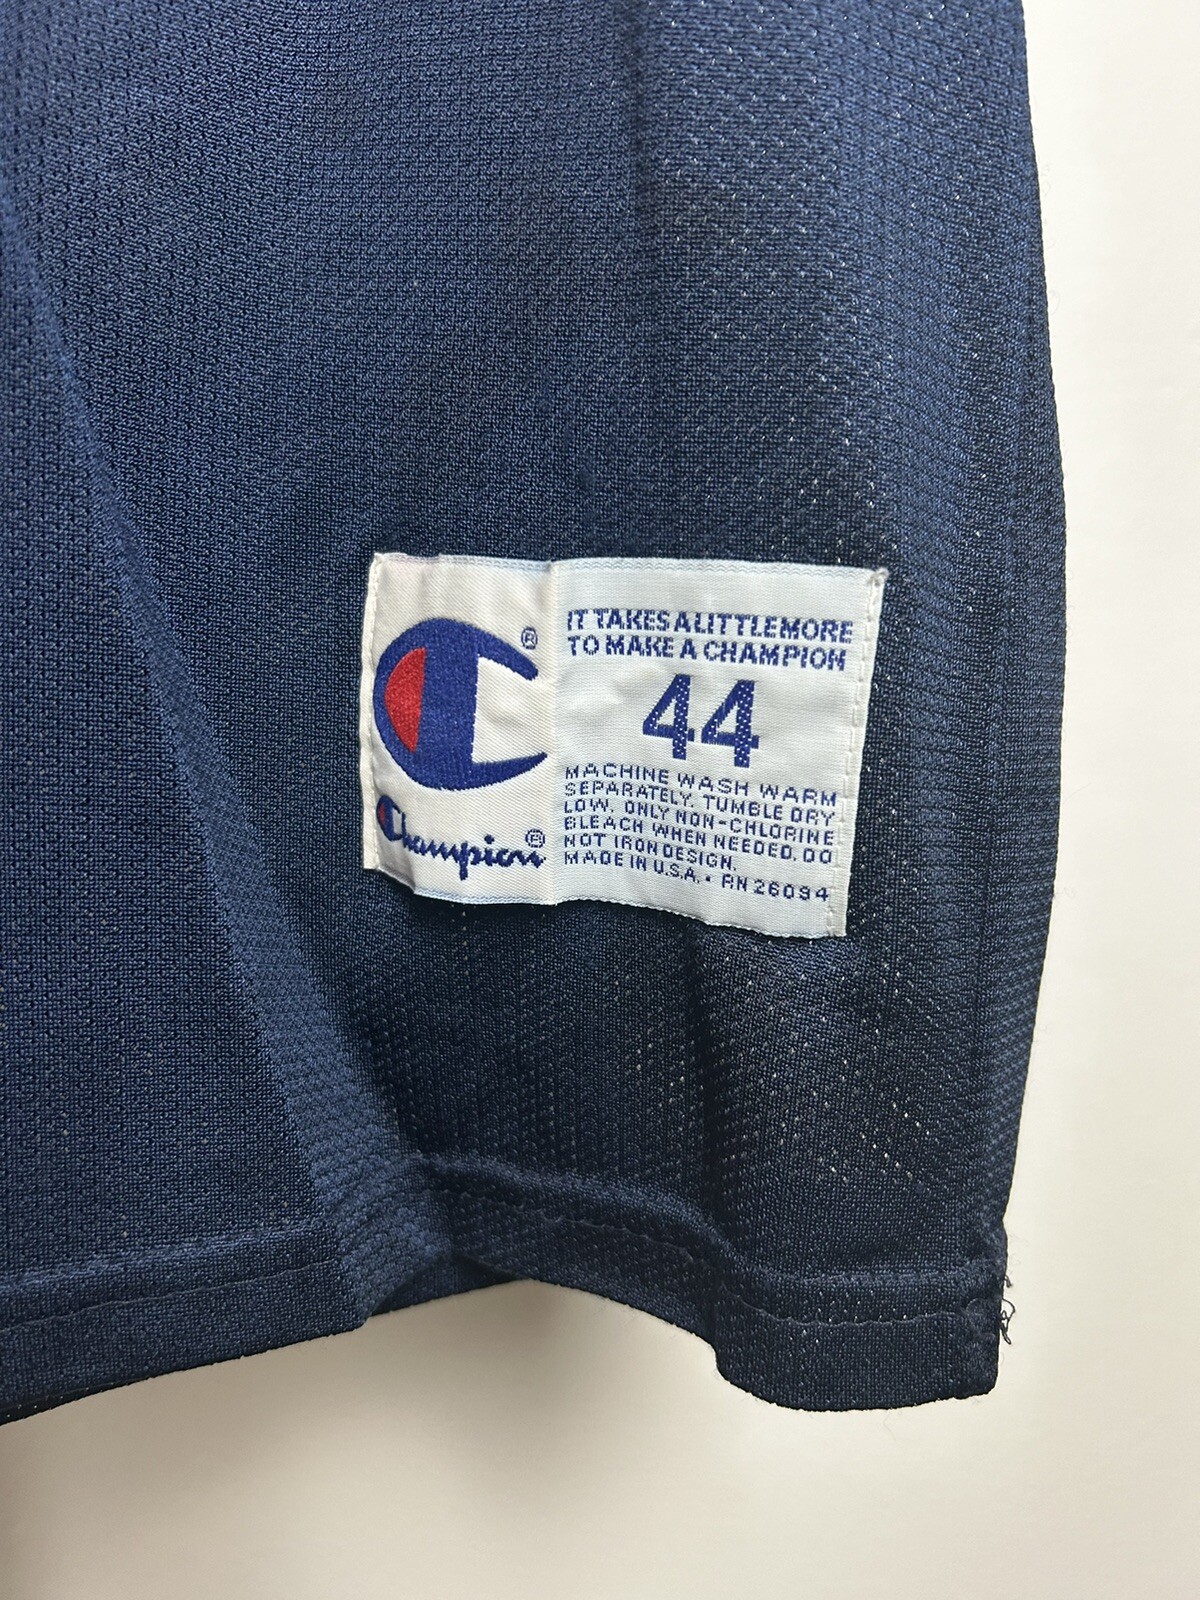 IT TAKES A LITTLE MORE
TO MAKE A CHAMPION
44
MACHINE WASH WARM
SEPARATELY. TUMBLE DRY
LOW. ONLY NON-CHLORINE
BLEACH WHEN NEEDED. DO
NOT IRON DESIGN.
MADE IN U.S.A. • RN 26094
®
Champion®